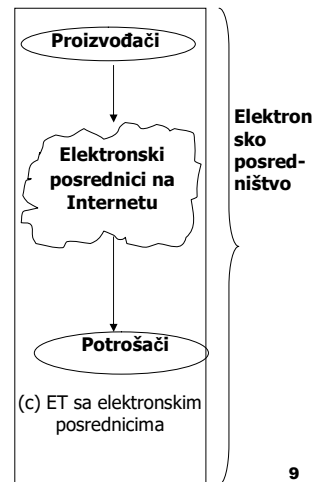 Proizvođači
Elektronski
posrednici na
Internetu
Potrošači
(c) ET sa elektronskim
posrednicima
Elektron
sko
posred-
ništvo
9